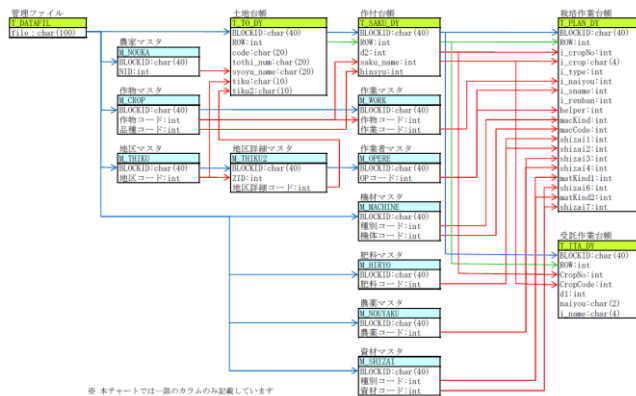 管理ファイル
T_DATAFIL
file：char(100)
農家マスタ
M_NOUKA
BLOCKID:char(40)
NID:int
作物マスタ
M_CROP
BLOCKID:char(40)
作物コード:int
品種コード:int
地区マスタ
M_THIKU
BLOCKID:char(40)
地区コード:int
土地台帳
T_TO_DY
BLOCKID:char(40)
ROW:int
code:char(20)
tothi_num:char(20)
syoyu_name:char(20)
tiku:char(10)
tiku2:char(10)
地区詳細マスタ
M_THIKU2
BLOCKID:char(40)
ZID:int
地区詳細コード:int
作付台帳
T_SAKU_DY
BLOCKID:char(40)
ROW:int
d2:int
saku_name:int
hinsyu:int
作業マスタ
M_WORK
BLOCKID:char(40)
作物コード:int
作業コード:int
作業者マスタ
M_OPERE
BLOCKID:char(40)
OPコード:int
機材マスタ
M_MACHINE
BLOCKID:char(40)
種別コード:int
機体コード:int
肥料マスタ
M_HIRYO
BLOCKID:char(40)
肥料コード:int
農薬マスタ
M_NOUYAKU
BLOCKID:char(40)
農薬コード:int
資材マスタ
M_SHIZAI
BLOCKID:char(40)
種別コード:int
資材コード:int
栽培作業台帳
T_PLAN_DY
BLOCKID:char(40)
ROW:int
i_cropNo:int
i_crop:char(4)
i_type:int
i_naiyou:int
i_sname:int
i_renban:int
helper:int
macKind:int
macCode:int
shizai1:int
shizai2:int
shizai3:int
shizai4:int
matKind1:int
shizai6:int
matKind2:int
shizai7:int
受託作業台帳
T_ITA_DY
BLOCKID:char(40)
ROW:int
CropNo:int
CropCode:int
d1:int
naiyou:char(2)
i_name:char(4)
※ 本チャートでは一部のカラムのみ記載しています